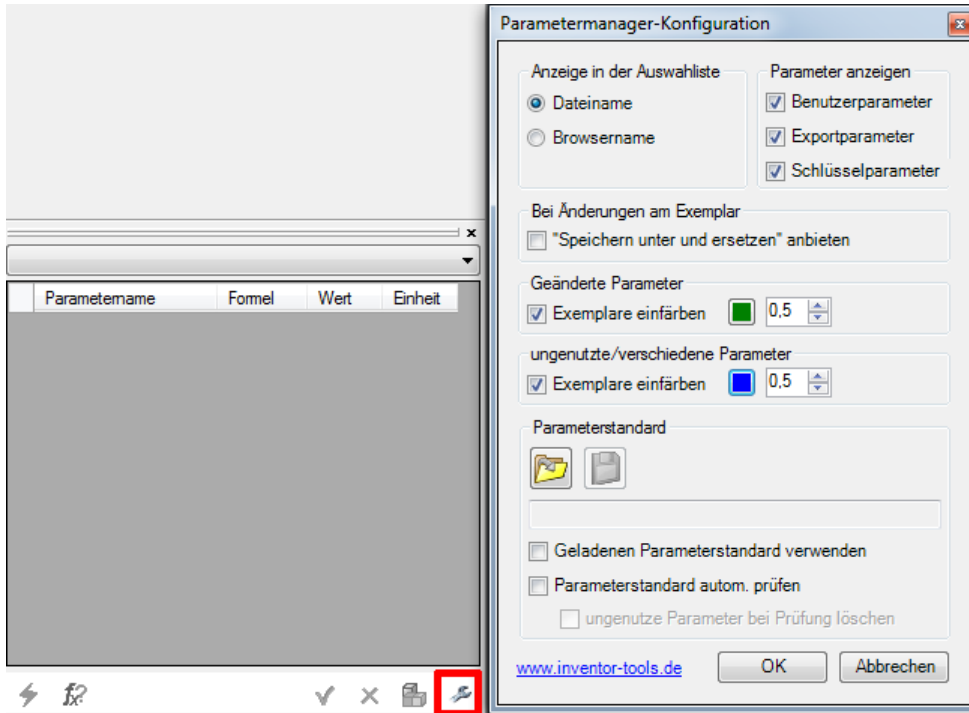 Parametername Formel Wert Einheit
Parametermanager-Konfiguration
Anzeige in der Auswahliste
Dateiname
Browsername
Parameter anzeigen
Benutzerparameter
Exportparameter
Schlüsselparameter
Bei Änderungen am Exemplar
"Speichern unter und ersetzen" anbieten
Geänderte Parameter
Exemplare einfärben 0,5
ungenutzte/verschiedene Parameter
Exemplare einfärben 0,5
Parameterstandard
Geladenen Parameterstandard verwenden
Parameterstandard autom. prüfen
ungenutze Parameter bei Prüfung löschen
www.inventor-tools.de OK Abbrechen
fx?